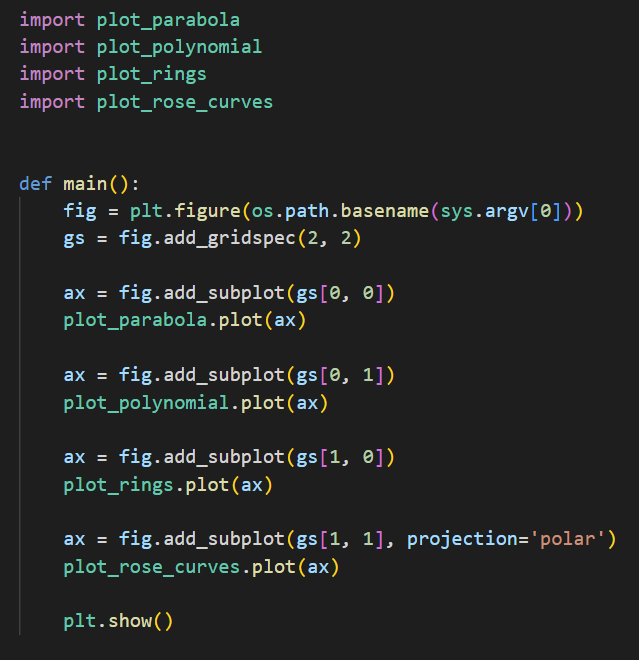 import plot_parabola
import plot_polynomial
import plot_rings
import plot_rose_curves
def main():
    fig = plt.figure(os.path.basename(sys.argv[0]))
    gs = fig.add_gridspec(2, 2)
    ax = fig.add_subplot(gs[0, 0])
    plot_parabola.plot(ax)
    ax = fig.add_subplot(gs[0, 1])
    plot_polynomial.plot(ax)
    ax = fig.add_subplot(gs[1, 0])
    plot_rings.plot(ax)
    ax = fig.add_subplot(gs[1, 1], projection='polar')
    plot_rose_curves.plot(ax)
    plt.show()